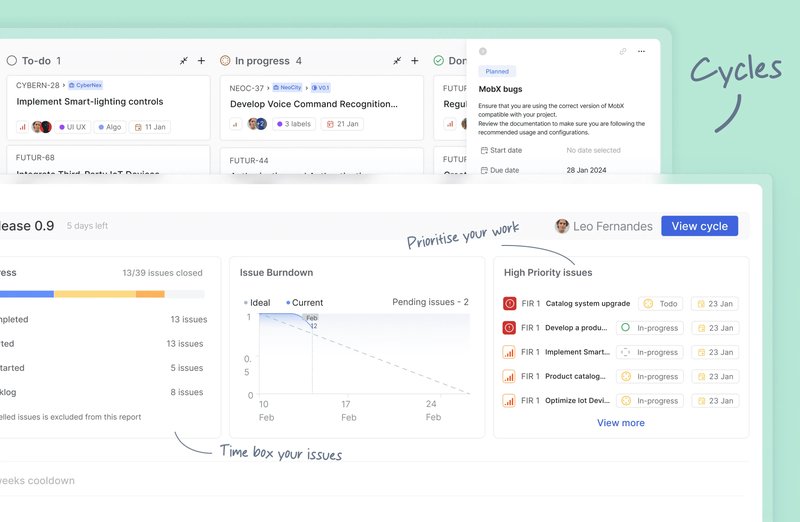 Cycles
To-do 1
In progress 4
Don
CYBERN-28 › CyberNex
Implement Smart-lighting controls
UI UX
Algo
11 Jan
FUTUR-68
Integrate Third-Party IoT Devices
NEOC-37 › NeoCity › V0.1
Develop Voice Command Recognition...
+2
3 labels
21 Jan
FUTUR-44
FUTUR
Regul
FUTUR
Planned
MobX bugs
Ensure that you are using the correct version of MobX
compatible with your project.
Review the documentation to make sure you are following the
recommended usage and configurations.
Start date No date selected
Due date 28 Jan 2024
lease 0.9 5 days left
Leo Fernandes
View cycle
Prioritise your work
ress 13/39 issues closed
mpleted 13 issues
rted 13 issues
tarted 5 issues
klog 8 issues
elled issues is excluded from this report
Issue Burndown
Ideal Current Pending issues - 2
1
0.
5
0
Feb
12
10
Feb
17
Feb
24
Feb
High Priority issues
FIR 1 Catalog system upgrade Todo 23 Jan
FIR 1 Develop a produ... In-progress 23 Jan
FIR 1 Implement Smart... In-progress 23 Jan
FIR 1 Product catalog... In-progress 23 Jan
FIR 1 Optimize Iot Devi... In-progress 23 Jan
View more
Time box your issues
weeks cooldown